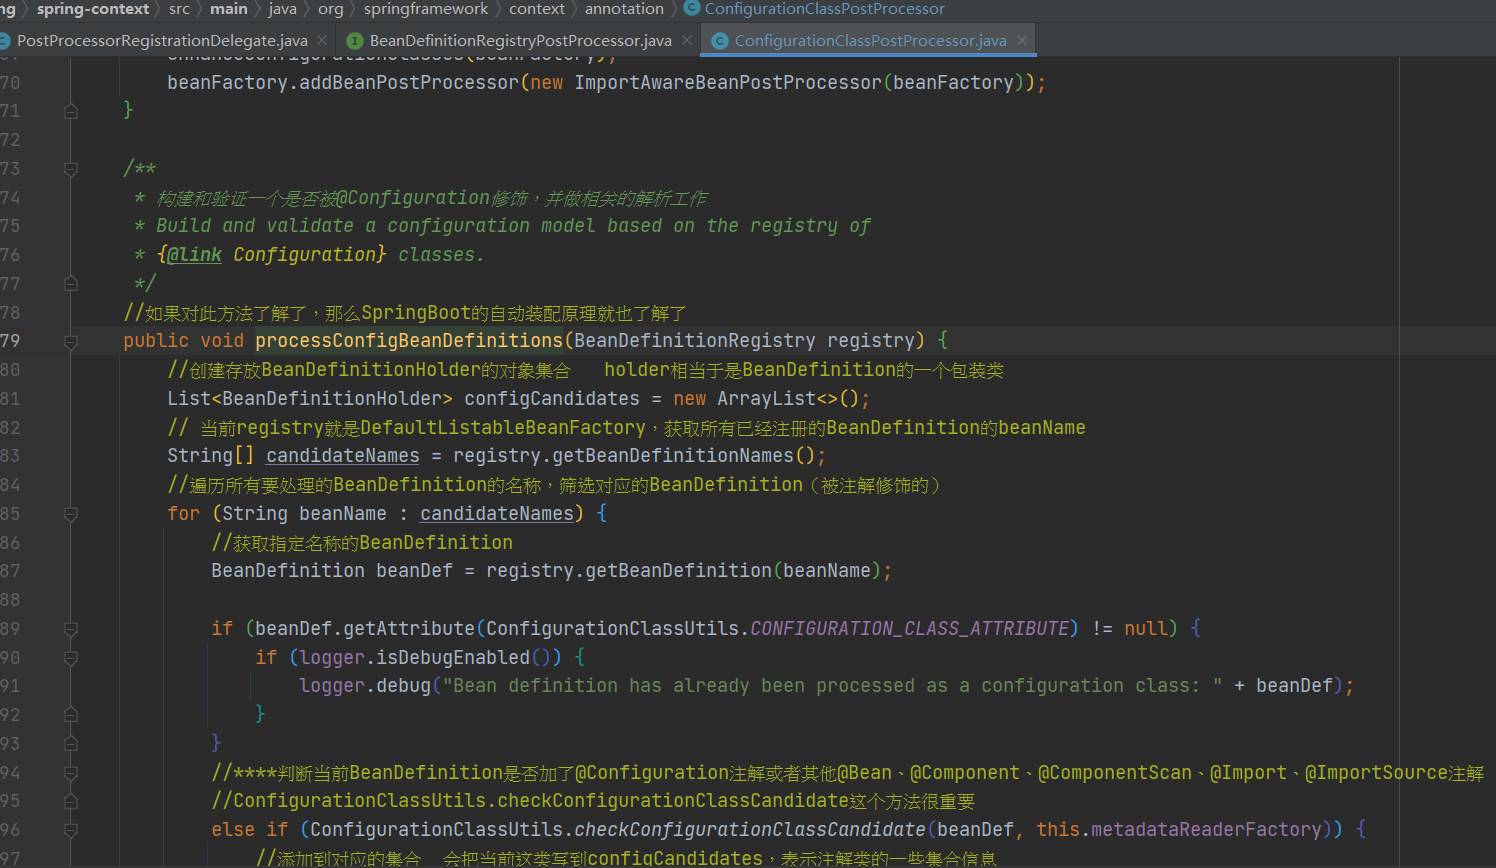 ng › spring-context › src › main › java › org › springframework › context › annotation › ConfigurationClassPostProcessor
PostProcessorRegistrationDelegate.java × BeanDefinitionRegistryPostProcessor.java × ConfigurationClassPostProcessor.java ×
70 beanFactory.addBeanPostProcessor(new ImportAwareBeanPostProcessor(beanFactory));
71 }
72
73 /**
74 * 构建和验证一个是否被@Configuration修饰，并做相关的解析工作
75 * Build and validate a configuration model based on the registry of
76 * {@link Configuration} classes.
77 */
78 //如果对此方法了解了，那么SpringBoot的自动装配原理就也了解了
79 public void processConfigBeanDefinitions(BeanDefinitionRegistry registry) {
80 //创建存放BeanDefinitionHolder的对象集合   holder相当于是BeanDefinition的一个包装类
81 List<BeanDefinitionHolder> configCandidates = new ArrayList<>();
82 // 当前registry就是DefaultListableBeanFactory，获取所有已经注册的BeanDefinition的beanName
83 String[] candidateNames = registry.getBeanDefinitionNames();
84 //遍历所有要处理的BeanDefinition的名称，筛选对应的BeanDefinition（被注解修饰的）
85 for (String beanName : candidateNames) {
86 //获取指定名称的BeanDefinition
87 BeanDefinition beanDef = registry.getBeanDefinition(beanName);
88
89 if (beanDef.getAttribute(ConfigurationClassUtils.CONFIGURATION_CLASS_ATTRIBUTE) != null) {
90 if (logger.isDebugEnabled()) {
91 logger.debug("Bean definition has already been processed as a configuration class: " + beanDef);
92 }
93 }
94 //****判断当前BeanDefinition是否加了@Configuration注解或者其他@Bean、@Component、@ComponentScan、@Import、@ImportSource注解
95 //ConfigurationClassUtils.checkConfigurationClassCandidate这个方法很重要
96 else if (ConfigurationClassUtils.checkConfigurationClassCandidate(beanDef, this.metadataReaderFactory)) {
97 //添加到对应的集合  会把当前这类写到configCandidates，表示注解类的一些集合信息